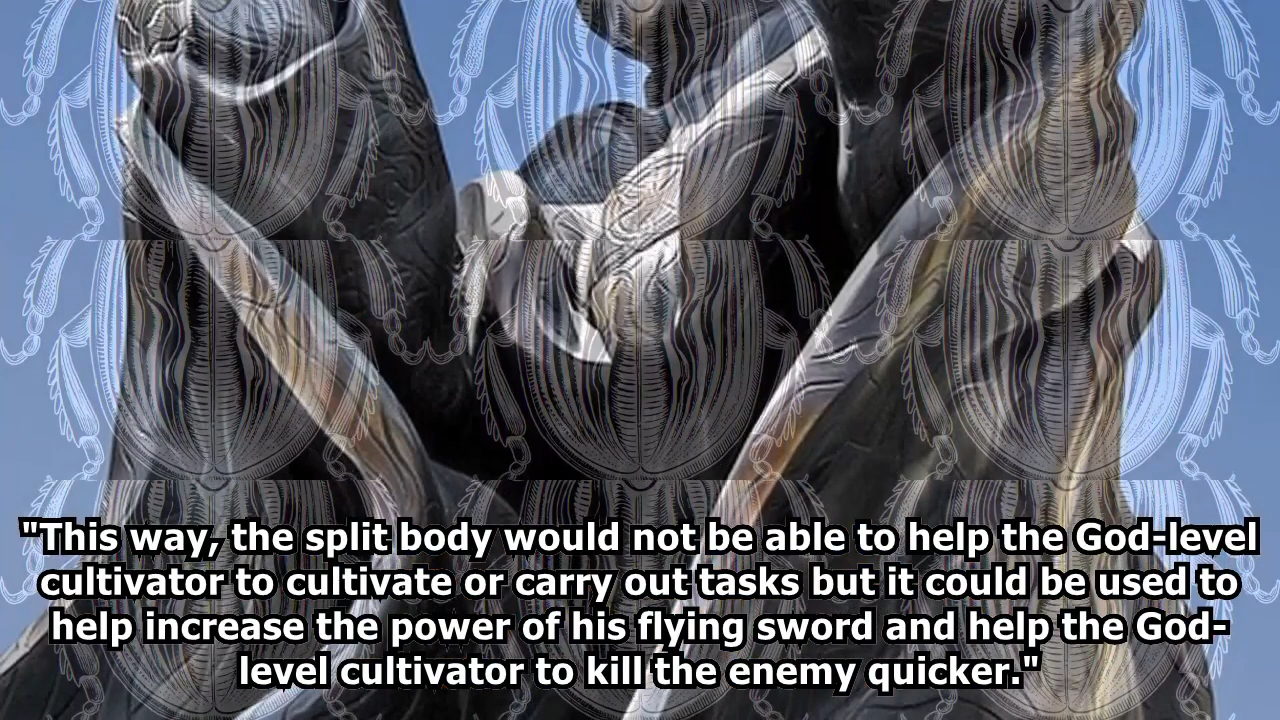 "This way, the split body would not be able to help the God-level
cultivator to cultivate or carry out tasks but it could be used to
help increase the power of his flying sword and help the God-
level cultivator to kill the enemy quicker."